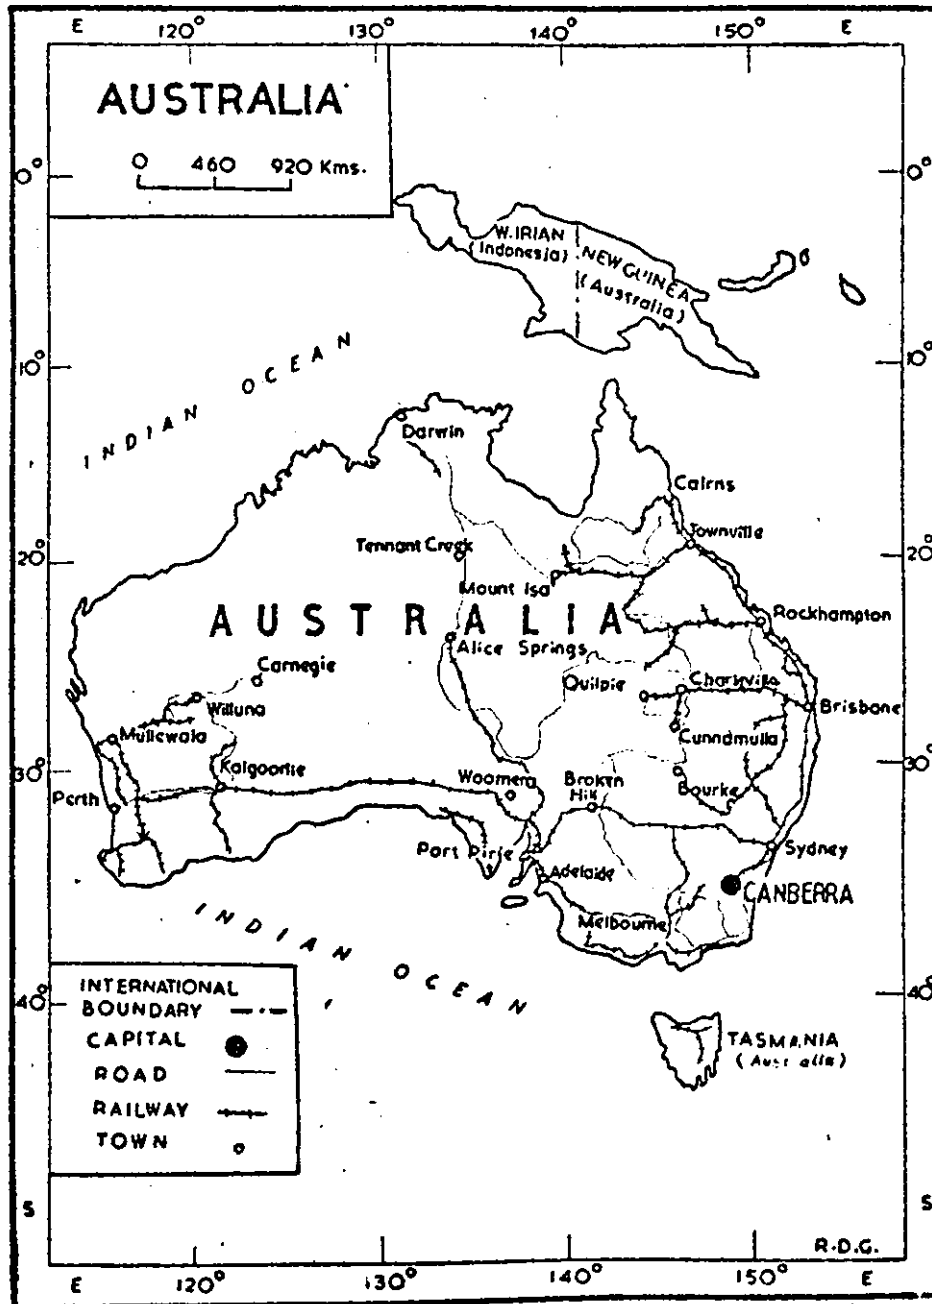 E 120° 130° 140° 150° E
AUSTRALIA
0 460 920 Kms.
0° 0°
W. IRIAN
(Indonesia)
NEW GUINEA
(Australia)
10° 10°
INDIAN OCEAN
Darwin
Cairns
Townville
Tennant Creek
20° 20°
Mount Isa
Rockhampton
AUSTRALIA
Alice Springs
Carnegie
Quilpie
Charleville
Wiluna
Brisbane
Mullewala
Cunnamulla
Kalgoorlie
30° 30°
Woomera
Broken
Hill
Bourke
Perth
Port Pirie
Sydney
Adelaide
CANBERRA
Melbourne
INDIAN OCEAN
40° 40°
INTERNATIONAL
BOUNDARY
CAPITAL
ROAD
RAILWAY
TOWN
TASMANIA
(Australia)
S S
R.D.G.
E 120° 130° 140° 150° E